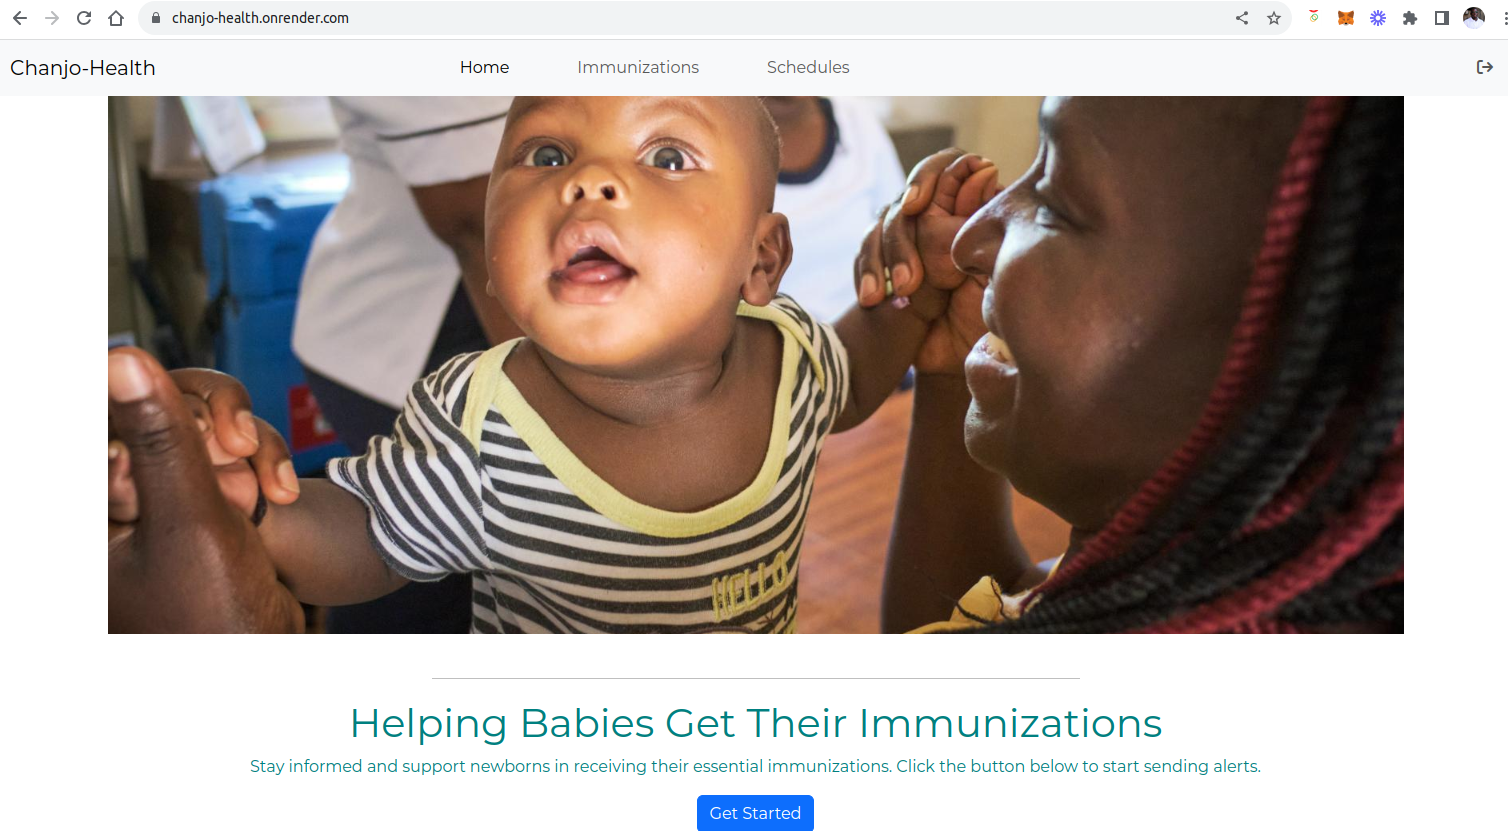 chanjo-health.onrender.com
Chanjo-Health Home Immunizations Schedules
HELLO
Helping Babies Get Their Immunizations
Stay informed and support newborns in receiving their essential immunizations. Click the button below to start sending alerts.
Get Started